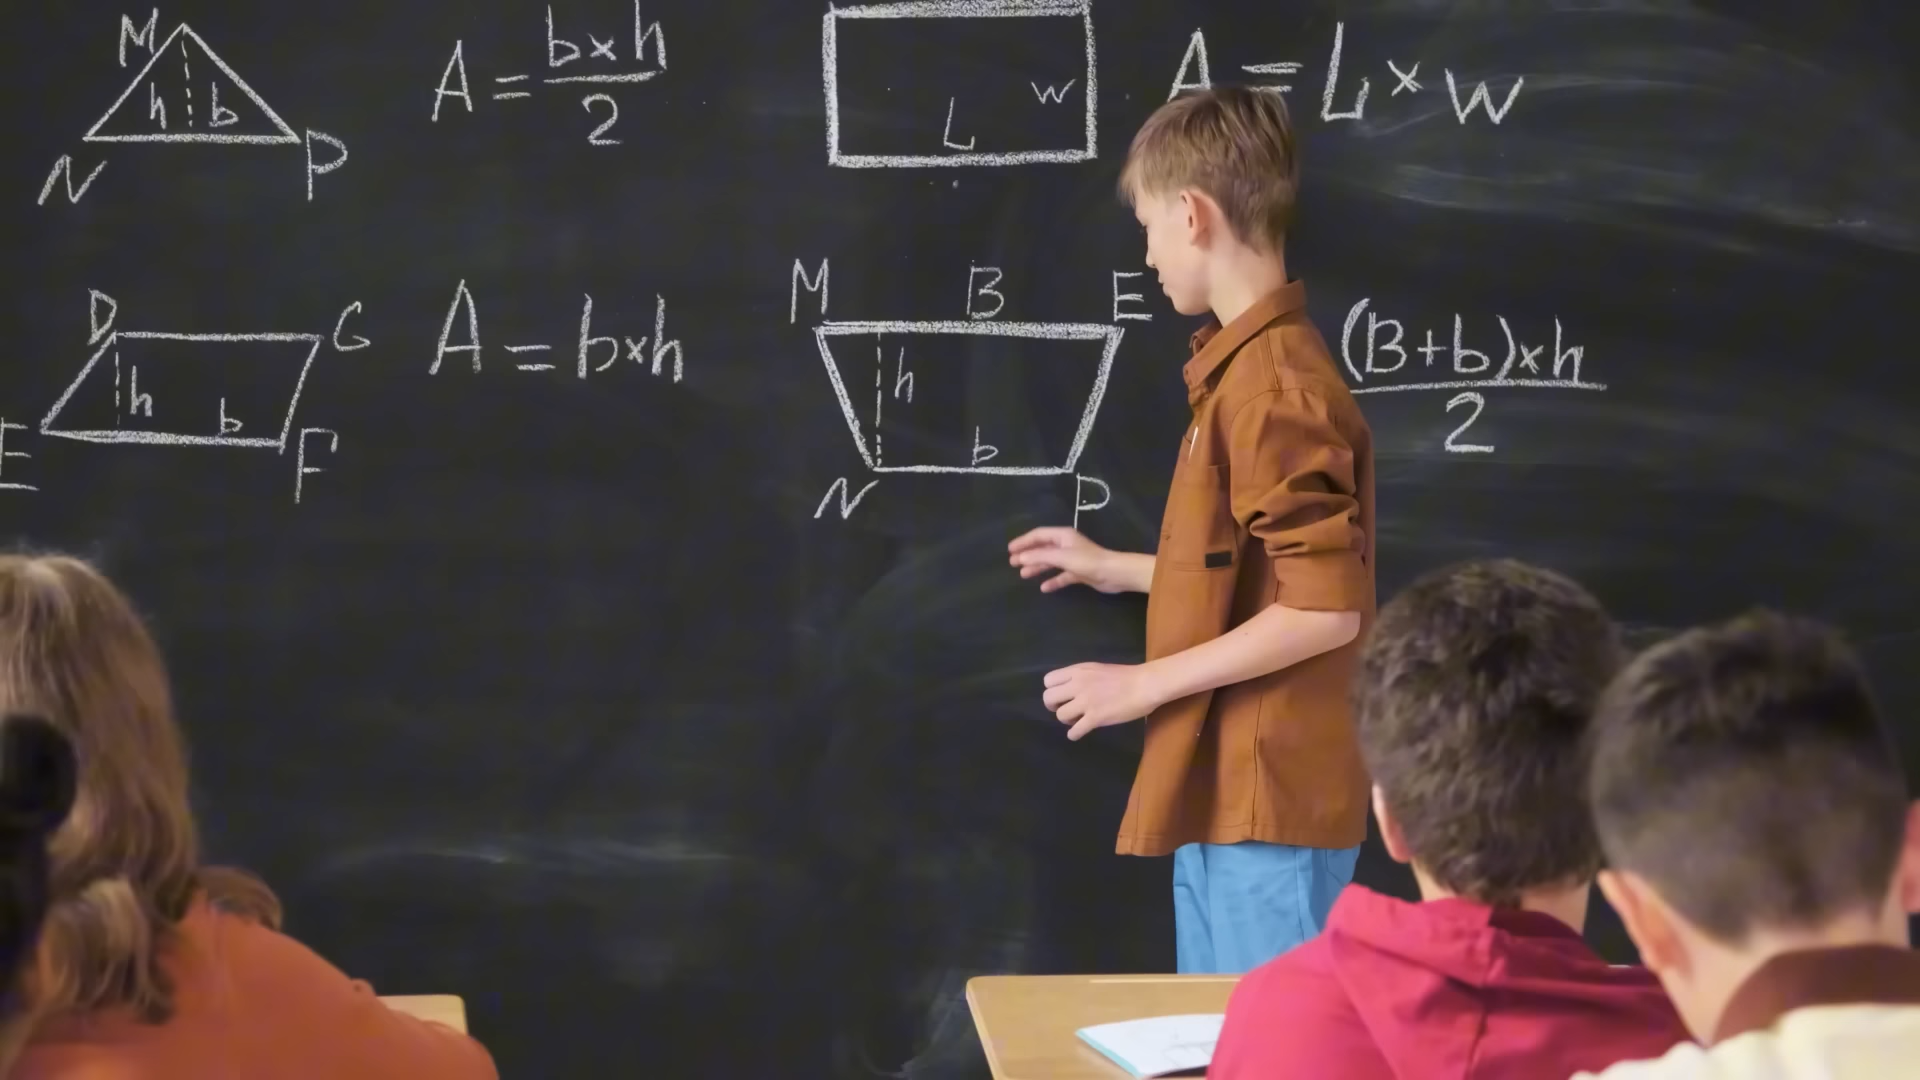 M
h b
N P
A = b×h / 2
L w
A = L × w
D G
h b
E F
A = b×h
M B E
h
b
N P
(B+b)×h / 2